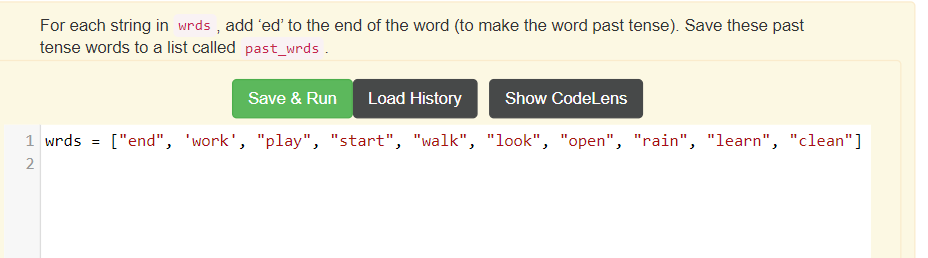 For each string in wrds , add ‘ed’ to the end of the word (to make the word past tense). Save these past
tense words to a list called past_wrds .
Save & Run Load History Show CodeLens
1 wrds = ["end", 'work', "play", "start", "walk", "look", "open", "rain", "learn", "clean"]
2